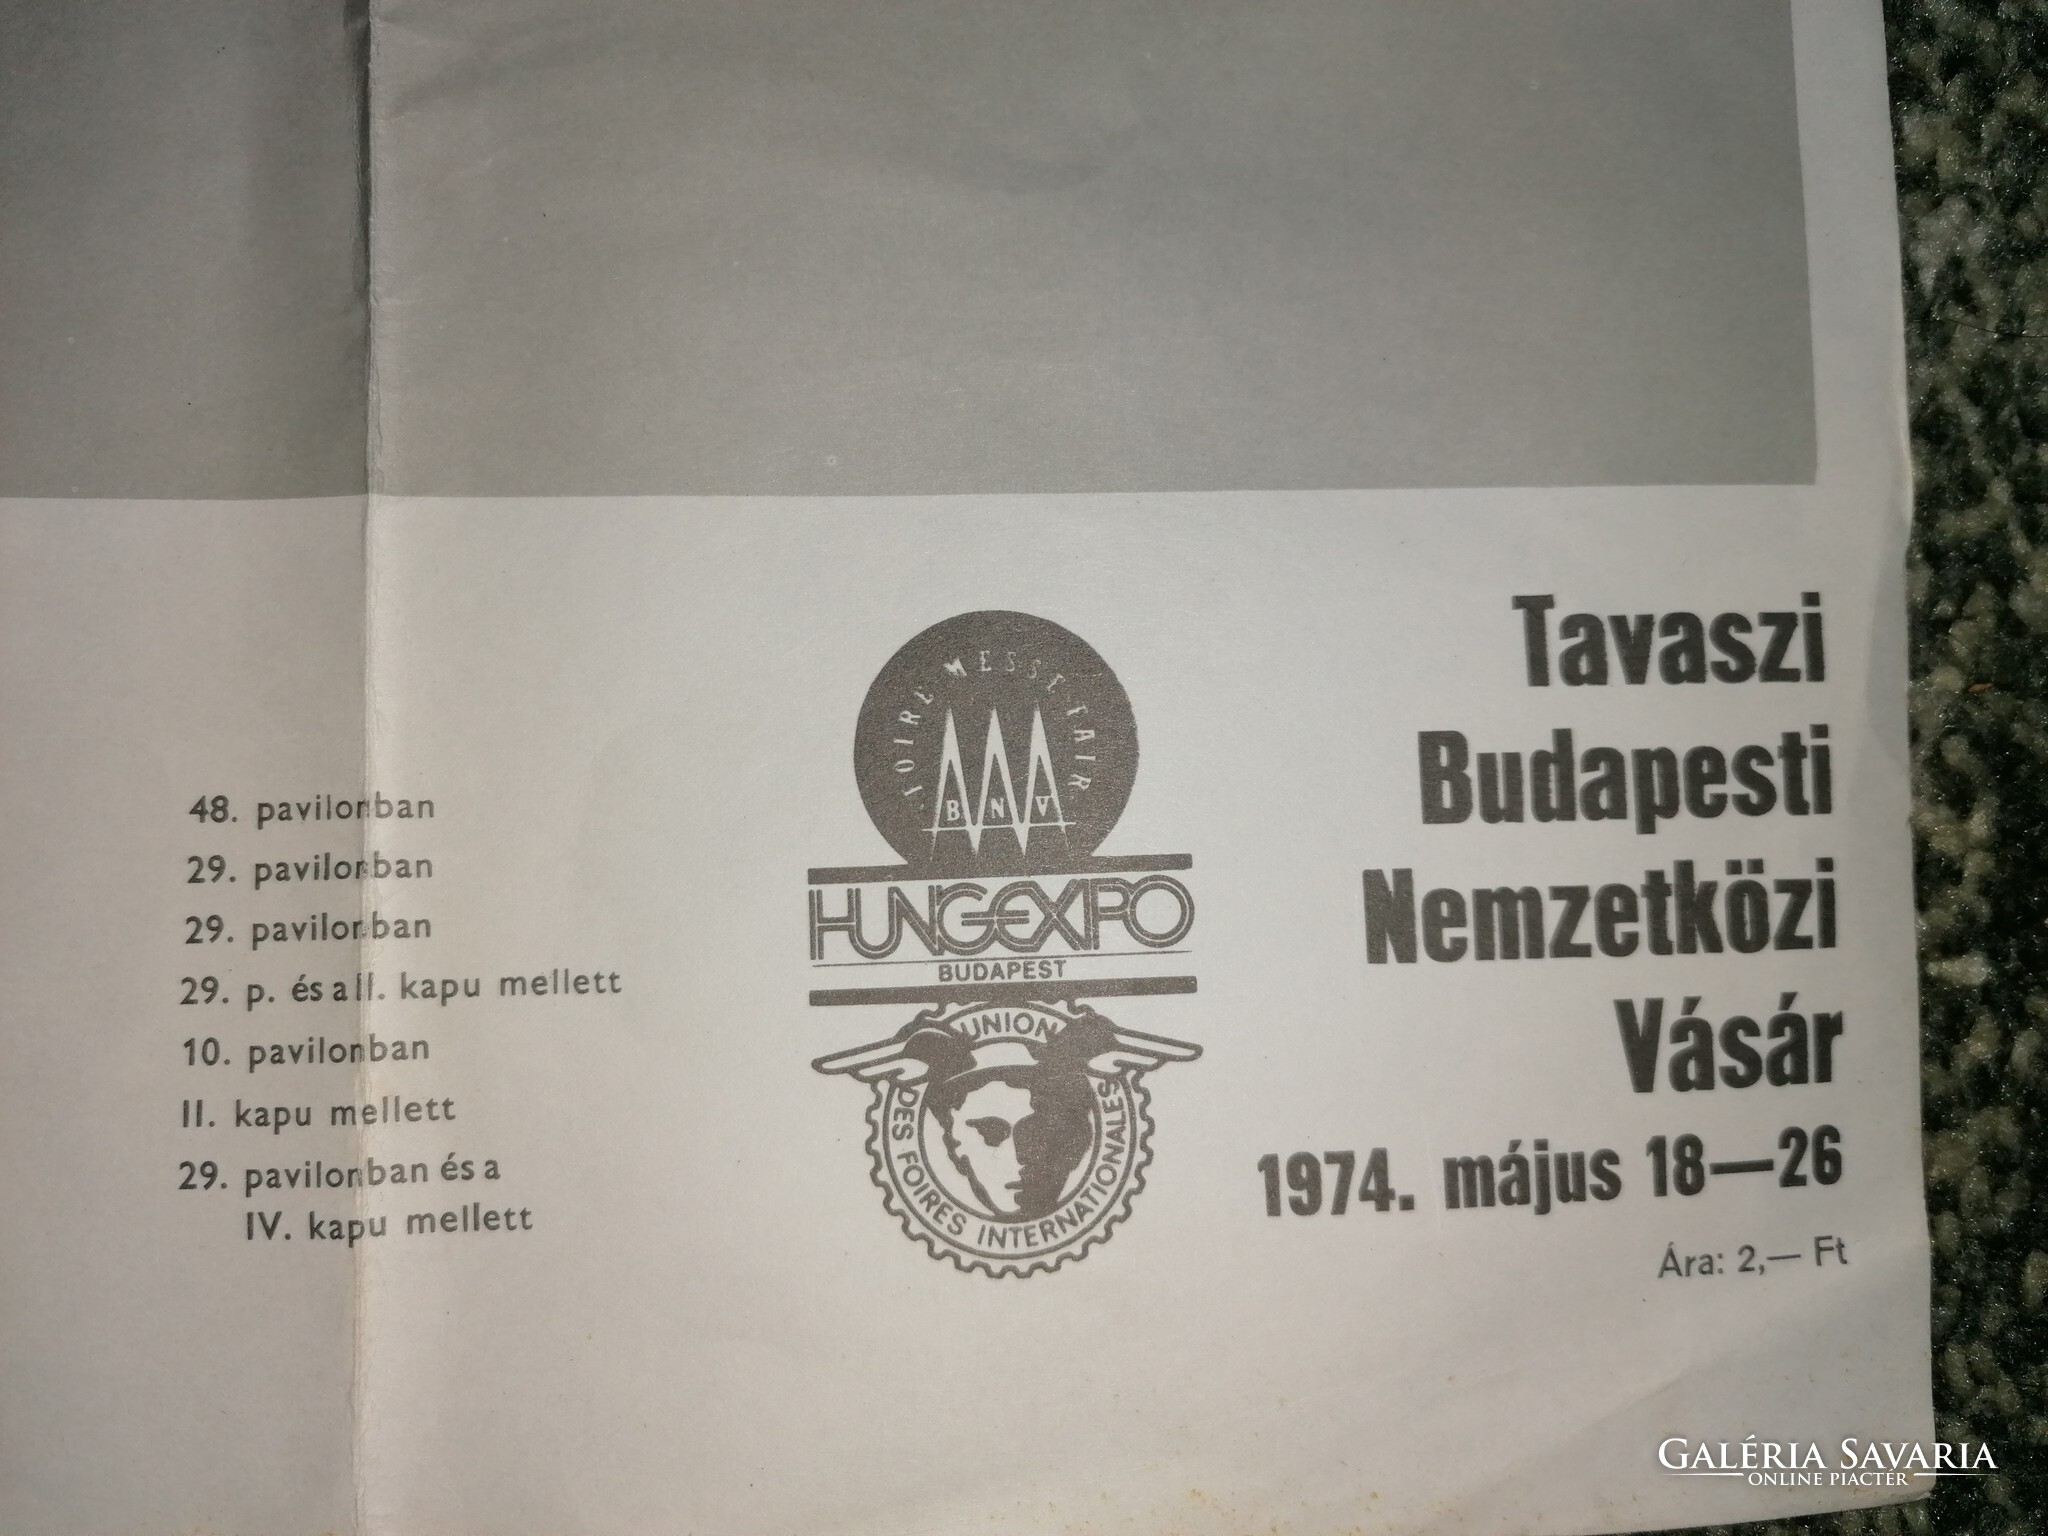 48. pavilonban
29. pavilonban
29. pavilonban
29. p. és a II. kapu mellett
10. pavilonban
II. kapu mellett
29. pavilonban és a
IV. kapu mellett
FOIRE MESSE FAIR
BNV
HUNGEXPO
BUDAPEST
UNION
DES FOIRES INTERNATIONALES
Tavaszi
Budapesti
Nemzetközi
Vásár
1974. május 18—26
Ára: 2,— Ft
GALÉRIA SAVARIA
ONLINE PIACTÉR